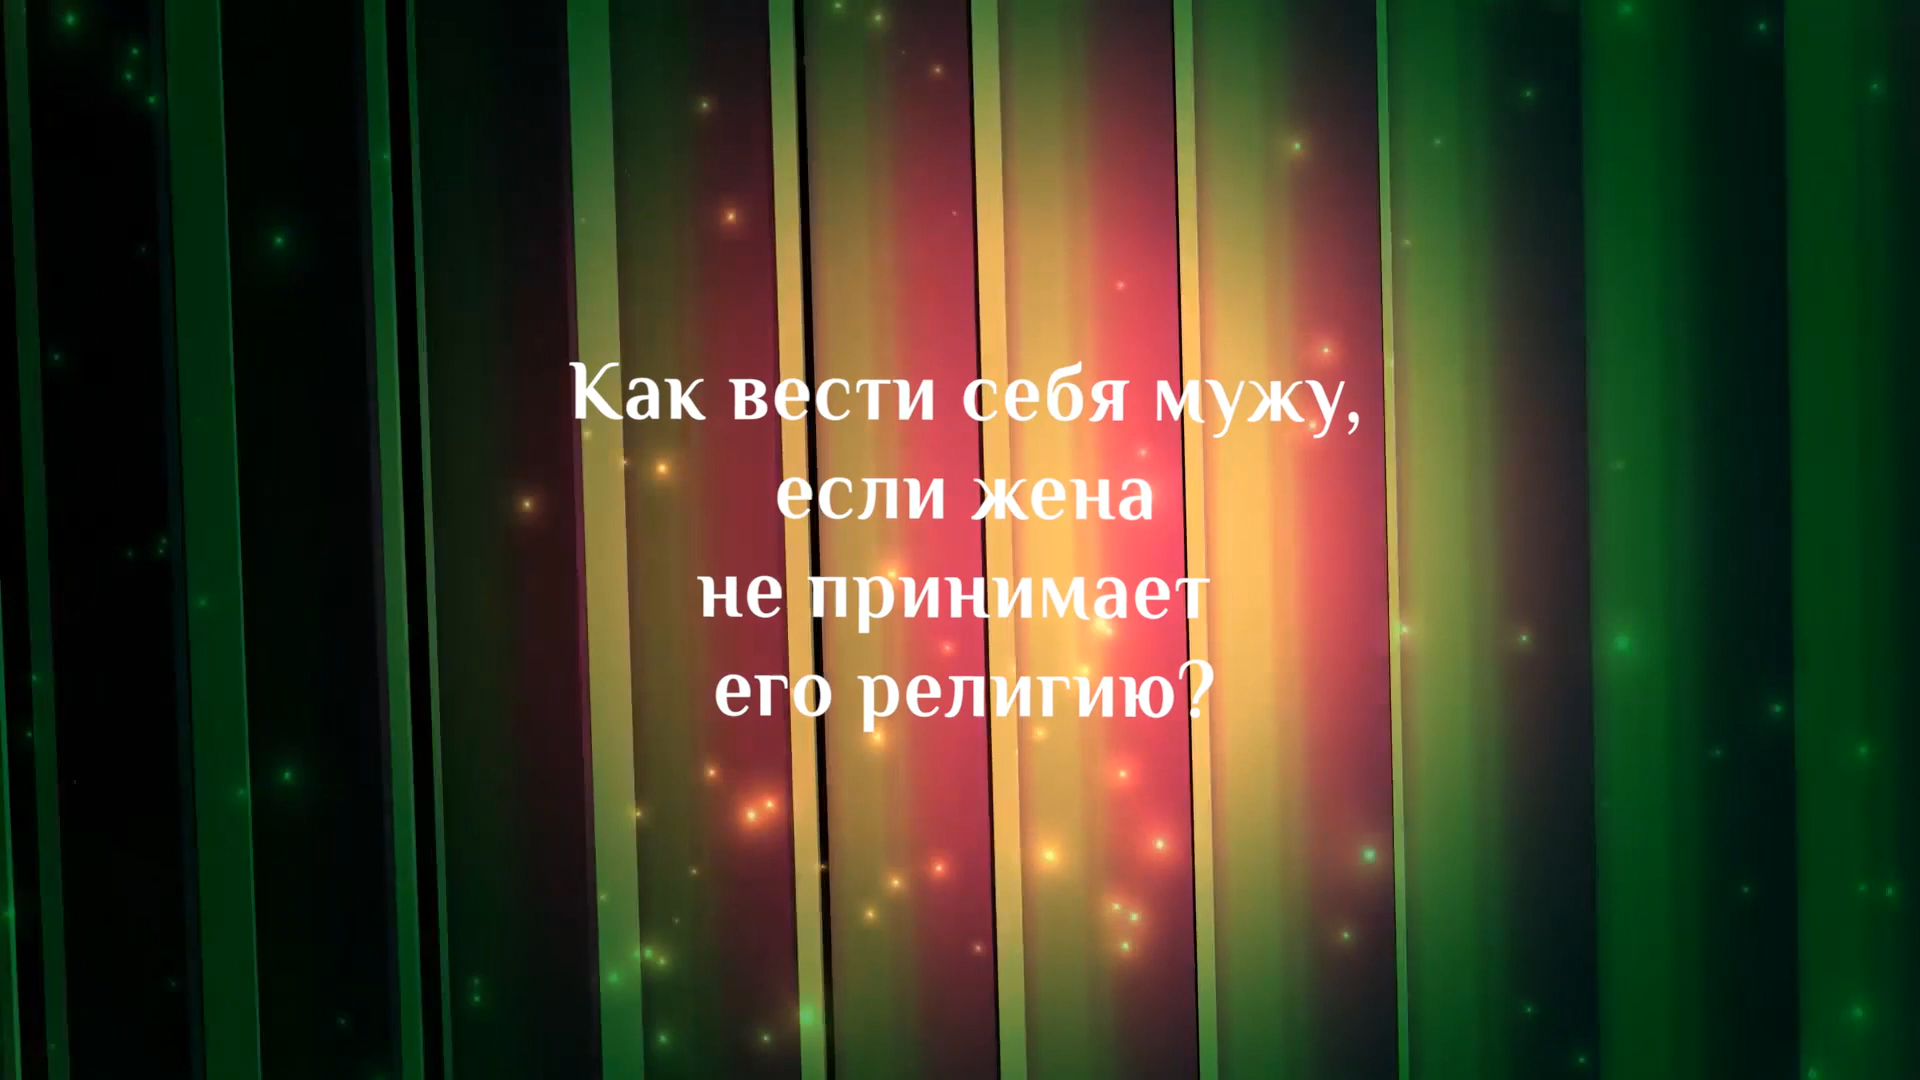 Как вести себя мужу,
если жена
не принимает
его религию?